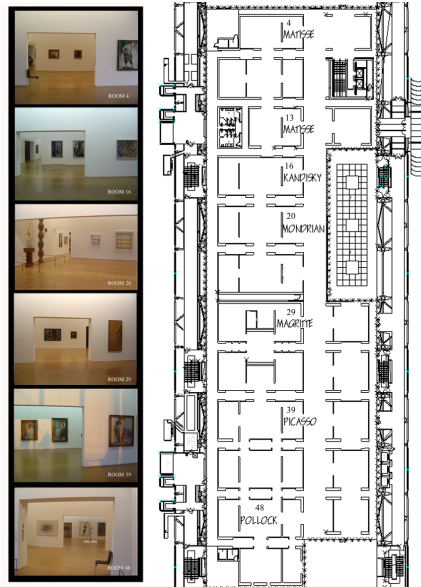 ROOM 4
ROOM 16
ROOM 20
ROOM 29
ROOM 39
ROOM 48
4
MATISSE
13
MATISSE
16
KANDISKY
20
MONDRIAN
29
MAGRITTE
39
PICASSO
48
POLLOCK